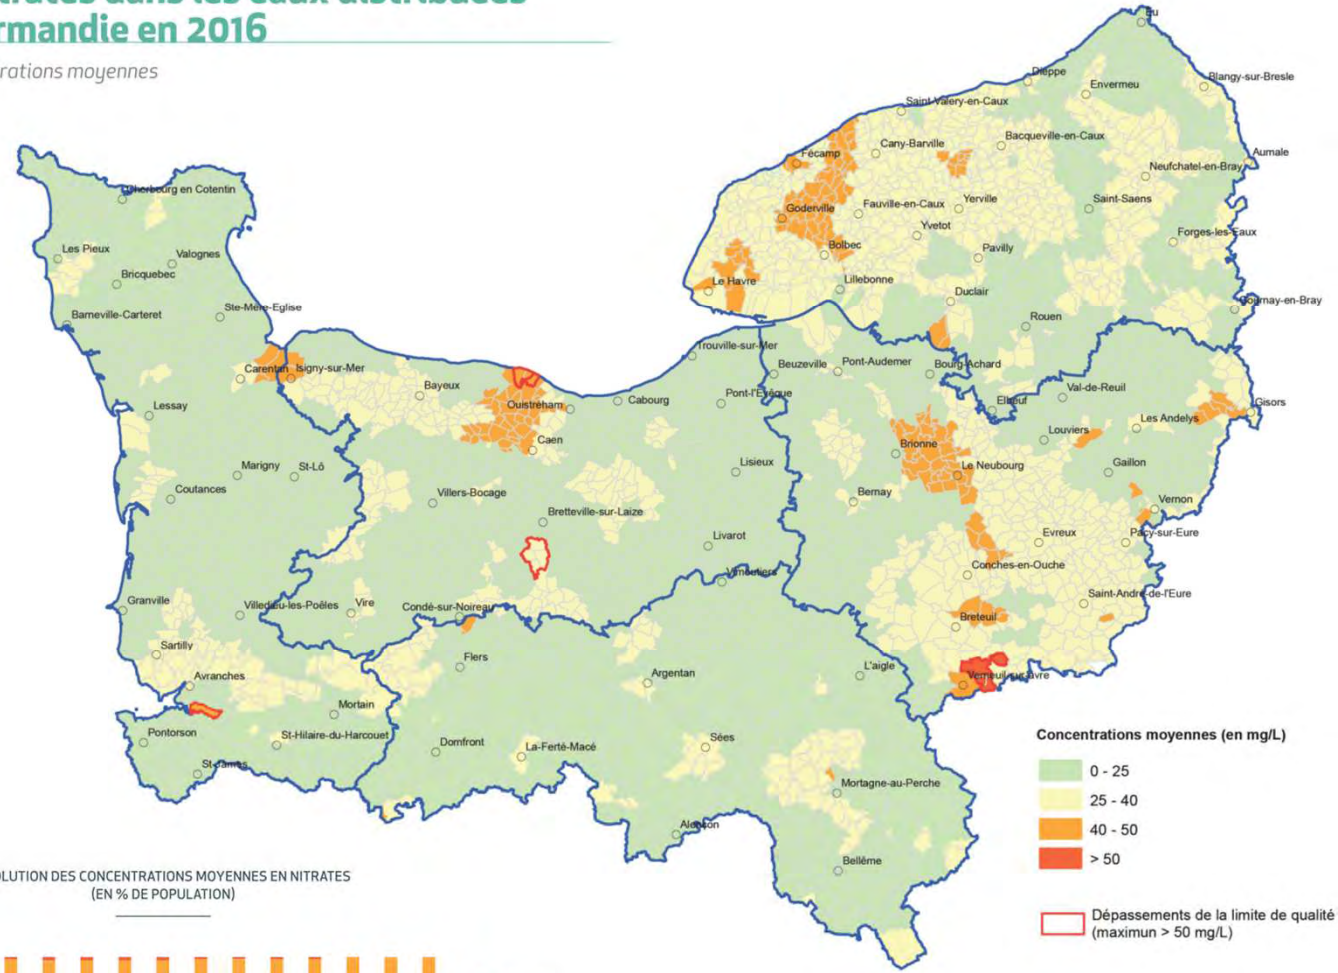 rmandie en 2016
rations moyennes
Eu
Dieppe
Envermeu
Blangy-sur-Bresle
Saint-Valery-en-Caux
Bacqueville-en-Caux
Cany-Barville
Fécamp
Aumale
Neufchatel-en-Bray
Cherbourg en Cotentin
Goderville
Fauville-en-Caux
Yerville
Saint-Saens
Yvetot
Forges-les-Eaux
Les Pieux
Valognes
Bolbec
Pavilly
Bricquebec
Le Havre
Lillebonne
Duclair
Gournay-en-Bray
Barneville-Carteret
Ste-Mère-Eglise
Rouen
Trouville-sur-Mer
Carentan
Isigny-sur-Mer
Beuzeville
Pont-Audemer
Bourg-Achard
Bayeux
Val-de-Reuil
Pont-l'Evêque
Cabourg
Ouistreham
Elbeuf
Gisors
Lessay
Les Andelys
Louviers
Caen
Brionne
Marigny
St-Lô
Lisieux
Le Neubourg
Gaillon
Coutances
Villers-Bocage
Bernay
Vernon
Bretteville-sur-Laize
Livarot
Evreux
Pacy-sur-Eure
Vimoutiers
Conches-en-Ouche
Granville
Villedieu-les-Poêles
Vire
Condé-sur-Noireau
Saint-André-de-l'Eure
Breteuil
Sartilly
Flers
Argentan
L'aigle
Avranches
Verneuil-sur-Avre
Mortain
Pontorson
St-Hilaire-du-Harcouet
Domfront
La-Ferté-Macé
Sées
St-James
Mortagne-au-Perche
Alençon
Bellême
Concentrations moyennes (en mg/L)
0 - 25
25 - 40
40 - 50
> 50
Dépassements de la limite de qualité
(maximun > 50 mg/L)
LUTION DES CONCENTRATIONS MOYENNES EN NITRATES
(EN % DE POPULATION)